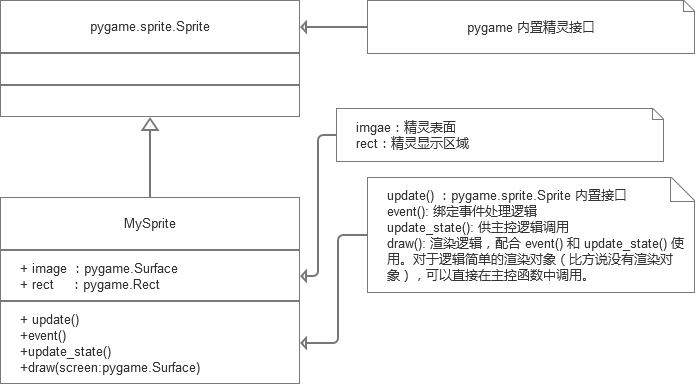 pygame.sprite.Sprite
pygame 内置精灵接口
imgae：精灵表面
rect：精灵显示区域
MySprite
+ image ：pygame.Surface
+ rect ：pygame.Rect
update() ：pygame.sprite.Sprite 内置接口
event(): 绑定事件处理逻辑
update_state(): 供主控逻辑调用
draw(): 渲染逻辑，配合 event() 和 update_state() 使
用。对于逻辑简单的渲染对象（比方说没有渲染对
象），可以直接在主控函数中调用。
+ update()
+event()
+update_state()
+draw(screen:pygame.Surface)